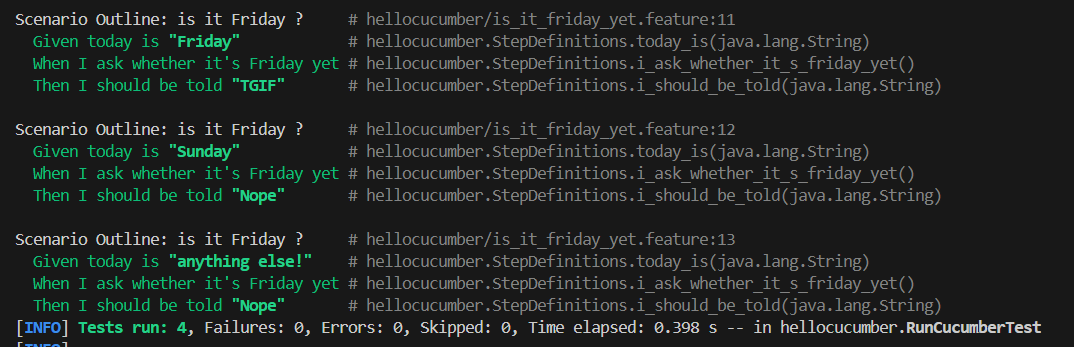 Scenario Outline: is it Friday ?     # hellocucumber/is_it_friday_yet.feature:11
  Given today is "Friday"            # hellocucumber.StepDefinitions.today_is(java.lang.String)
  When I ask whether it's Friday yet # hellocucumber.StepDefinitions.i_ask_whether_it_s_friday_yet()
  Then I should be told "TGIF"       # hellocucumber.StepDefinitions.i_should_be_told(java.lang.String)

Scenario Outline: is it Friday ?     # hellocucumber/is_it_friday_yet.feature:12
  Given today is "Sunday"            # hellocucumber.StepDefinitions.today_is(java.lang.String)
  When I ask whether it's Friday yet # hellocucumber.StepDefinitions.i_ask_whether_it_s_friday_yet()
  Then I should be told "Nope"       # hellocucumber.StepDefinitions.i_should_be_told(java.lang.String)

Scenario Outline: is it Friday ?     # hellocucumber/is_it_friday_yet.feature:13
  Given today is "anything else!"    # hellocucumber.StepDefinitions.today_is(java.lang.String)
  When I ask whether it's Friday yet # hellocucumber.StepDefinitions.i_ask_whether_it_s_friday_yet()
  Then I should be told "Nope"       # hellocucumber.StepDefinitions.i_should_be_told(java.lang.String)
[INFO] Tests run: 4, Failures: 0, Errors: 0, Skipped: 0, Time elapsed: 0.398 s -- in hellocucumber.RunCucumberTest